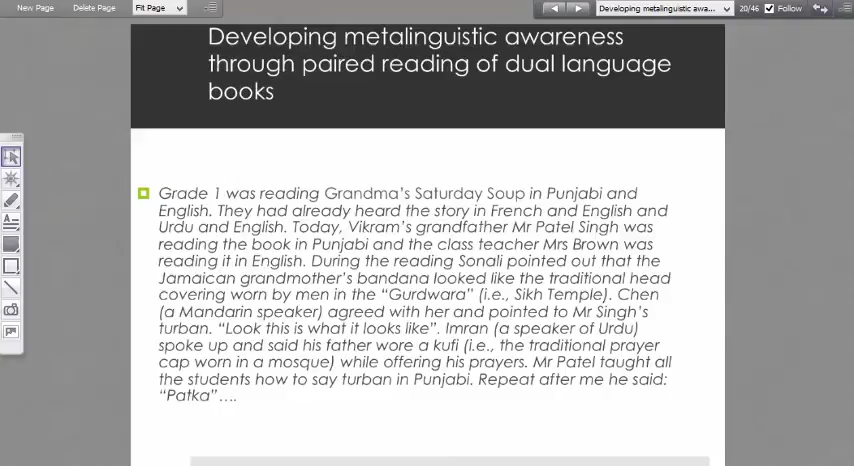 New Page Delete Page Fit Page Developing metalinguistic awa... 20/46 Follow
Developing metalinguistic awareness
through paired reading of dual language
books
Grade 1 was reading Grandma's Saturday Soup in Punjabi and
English. They had already heard the story in French and English and
Urdu and English. Today, Vikram's grandfather Mr Patel Singh was
reading the book in Punjabi and the class teacher Mrs Brown was
reading it in English. During the reading Sonali pointed out that the
Jamaican grandmother's bandana looked like the traditional head
covering worn by men in the "Gurdwara" (i.e., Sikh Temple). Chen
(a Mandarin speaker) agreed with her and pointed to Mr Singh's
turban. "Look this is what it looks like". Imran (a speaker of Urdu)
spoke up and said his father wore a kufi (i.e., the traditional prayer
cap worn in a mosque) while offering his prayers. Mr Patel taught all
the students how to say turban in Punjabi. Repeat after me he said:
"Patka"….